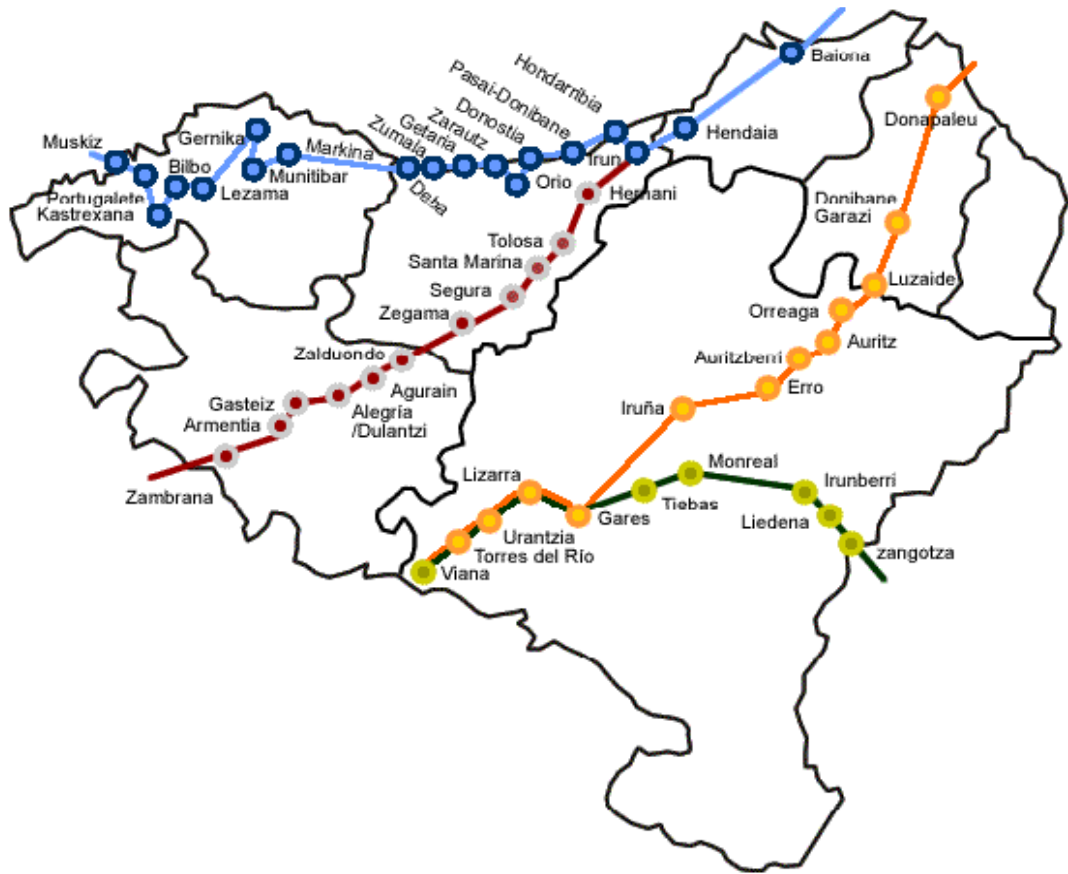 Hondarribia
Pasai-Donibane
Donostia
Zarautz
Getaria
Zumaia
Deba
Baiona
Hendaia
Irun
Orio
Hernani
Muskiz
Gernika
Markina
Bilbo
Munitibar
Lezama
Portugalete
Kastrexana
Donapaleu
Donibane
Garazi
Luzaide
Orreaga
Auritz
Auritzberri
Erro
Iruña
Tolosa
Santa Marina
Segura
Zegama
Zalduondo
Agurain
Alegría
/Dulantzi
Gasteiz
Armentia
Zambrana
Lizarra
Gares
Urantzia
Torres del Río
Viana
Tiebas
Monreal
Irunberri
Liedena
zangotza